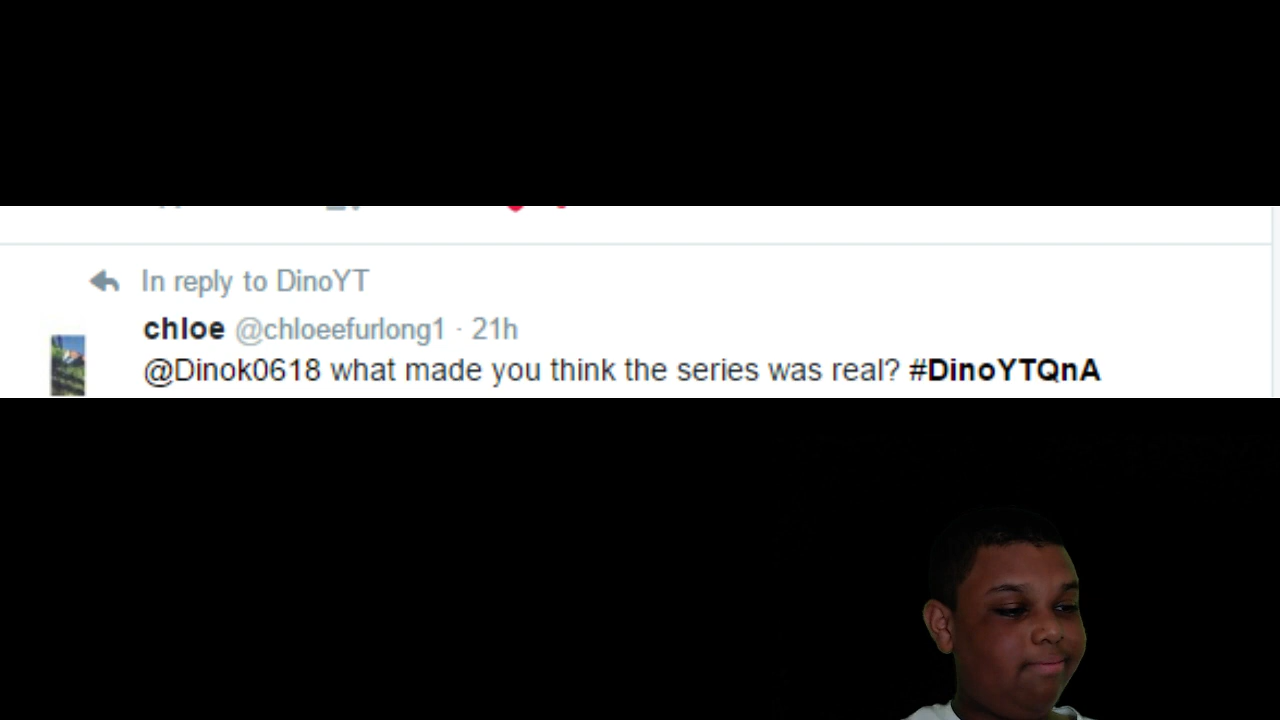 In reply to DinoYT
chloe @chloeefurlong1 · 21h
@Dinok0618 what made you think the series was real? #DinoYTQnA